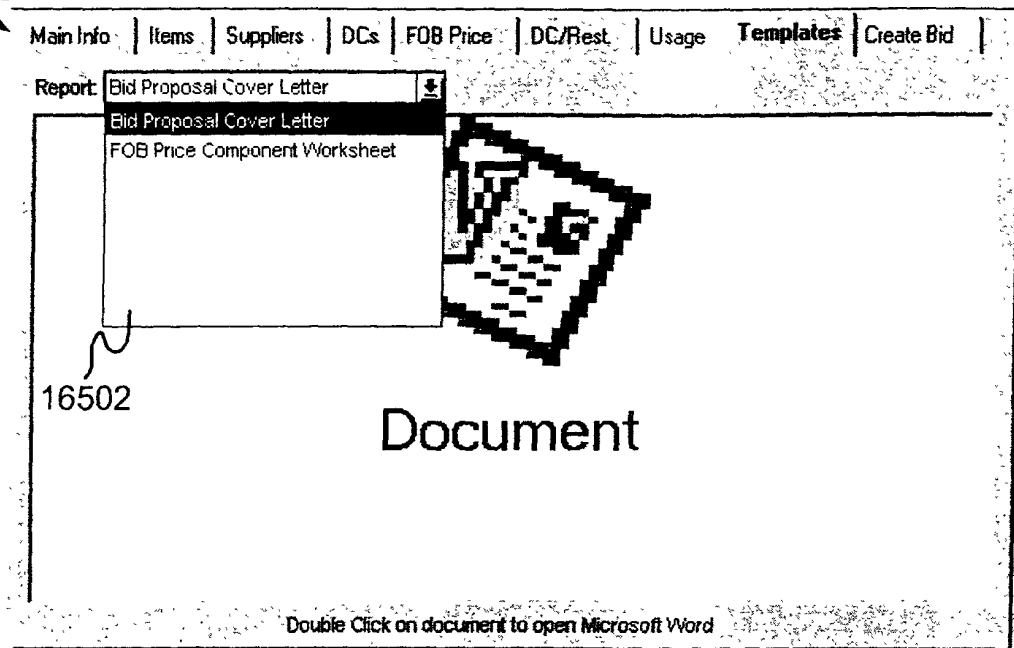 Main Info Items Suppliers DCs FOB Price DC/Rest. Usage Templates Create Bid
Report: Bid Proposal Cover Letter
Bid Proposal Cover Letter
FOB Price Component Worksheet
16502
Document
Double Click on document to open Microsoft Word